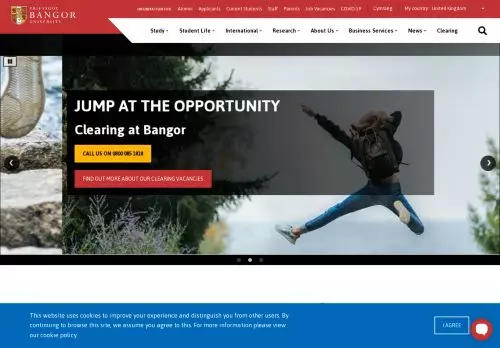 PRIFYSGOL
BANGOR
UNIVERSITY
INFORMATION FOR:
Alumni
Applicants
Current Students
Staff
Parents
Job Vacancies
COVID-19
Cymraeg
My country: United Kingdom
Study
Student Life
International
Research
About Us
Business Services
News
Clearing
JUMP AT THE OPPORTUNITY
Clearing at Bangor
CALL US ON 0800 085 1818
FIND OUT MORE ABOUT OUR CLEARING VACANCIES
This website uses cookies to improve your experience and distinguish you from other users. By
continuing to browse this site, we assume you agree to this. For more information please view
our cookie policy.
I AGREE